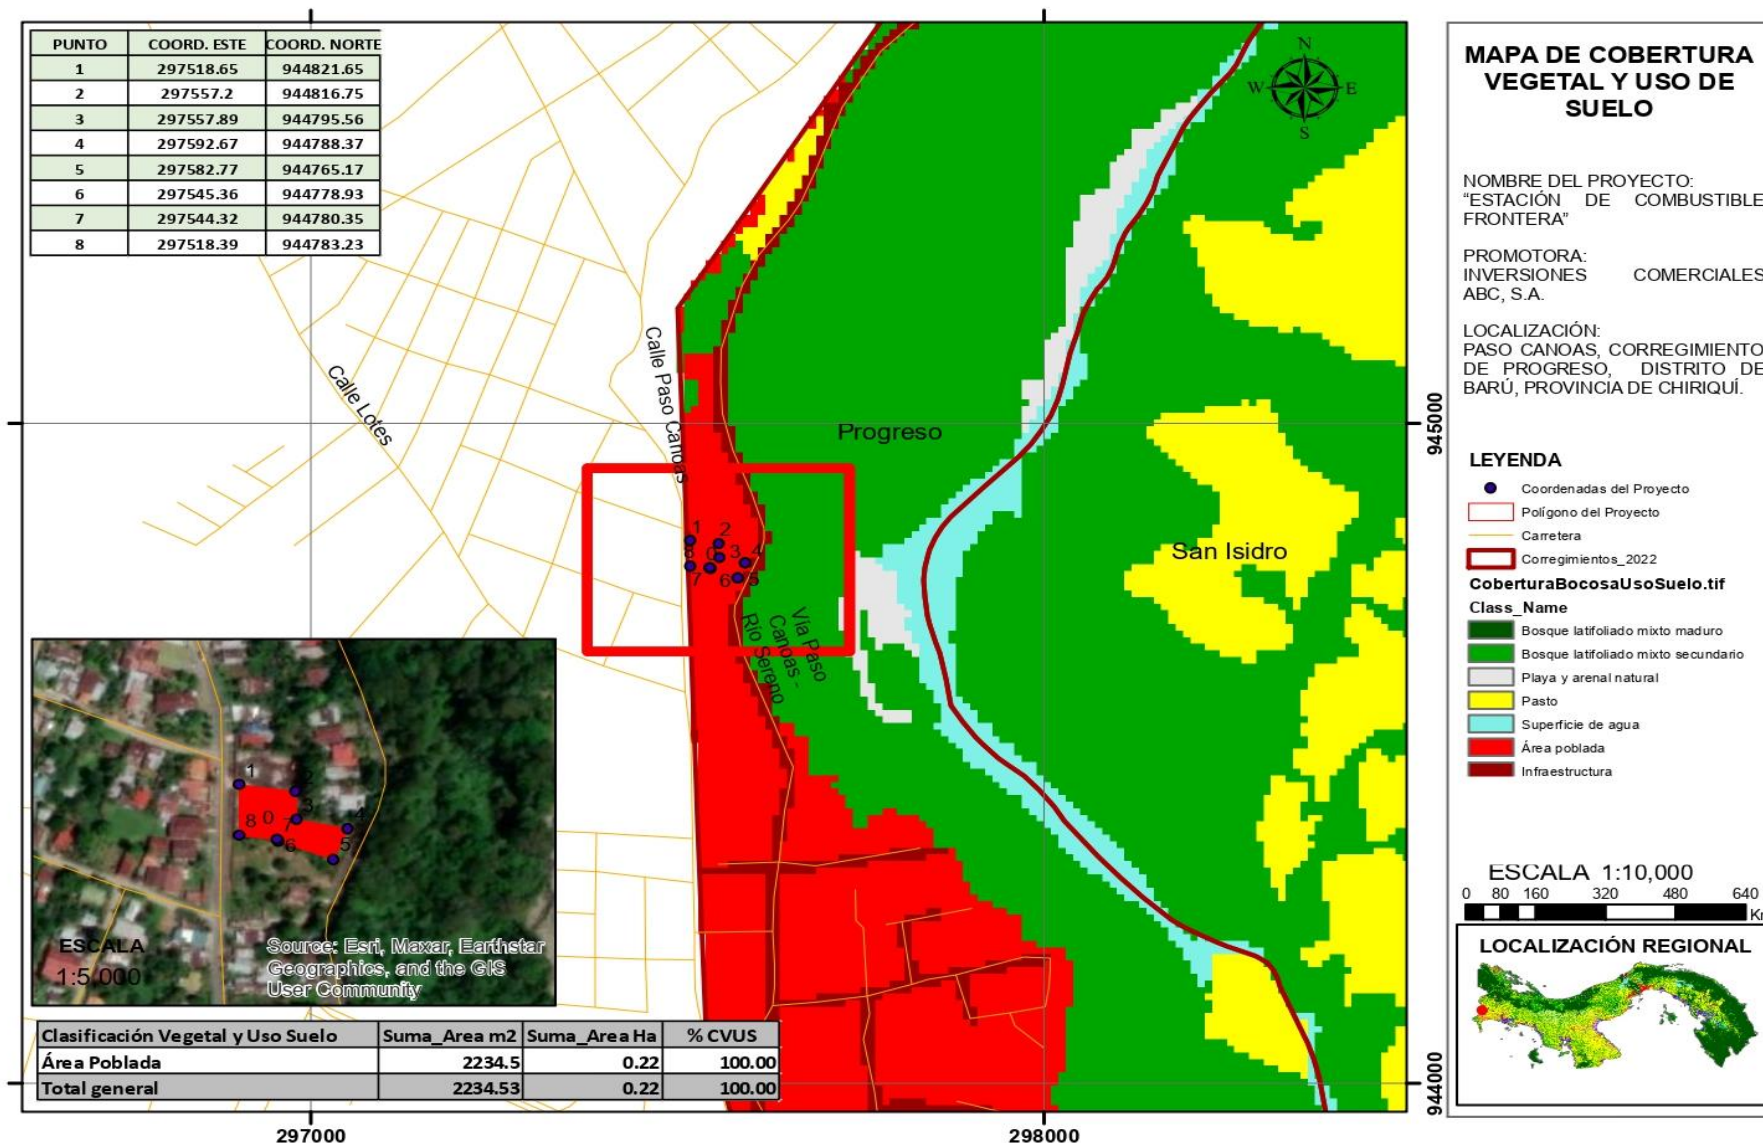 PUNTO COORD. ESTE COORD. NORTE
1 297518.65 944821.65
2 297557.2 944816.75
3 297557.89 944795.56
4 297592.67 944788.37
5 297582.77 944765.17
6 297545.36 944778.93
7 297544.32 944780.35
8 297518.39 944783.23
N
W E
S
Calle Lotes
Calle Paso Canoas
Progreso
San Isidro
1
2
8
0
3
4
7
6
5
Vía Paso
Canoas -
Río Sereno
1
2
3
8
0
7
4
6
5
ESCALA
1:5,000
Source: Esri, Maxar, Earthstar
Geographics, and the GIS
User Community
Clasificación Vegetal y Uso Suelo Suma_Area m2 Suma_Area Ha % CVUS
Área Poblada 2234.5 0.22 100.00
Total general 2234.53 0.22 100.00
297000
298000
945000
944000
MAPA DE COBERTURA
VEGETAL Y USO DE
SUELO
NOMBRE DEL PROYECTO:
“ESTACIÓN DE COMBUSTIBLE
FRONTERA”
PROMOTORA:
INVERSIONES COMERCIALES
ABC, S.A.
LOCALIZACIÓN:
PASO CANOAS, CORREGIMIENTO
DE PROGRESO, DISTRITO DE
BARÚ, PROVINCIA DE CHIRIQUÍ.
LEYENDA
Coordenadas del Proyecto
Polígono del Proyecto
Carretera
Corregimientos_2022
CoberturaBocosaUsoSuelo.tif
Class_Name
Bosque latifoliado mixto maduro
Bosque latifoliado mixto secundario
Playa y arenal natural
Pasto
Superficie de agua
Área poblada
Infraestructura
ESCALA 1:10,000
0 80 160 320 480 640
LOCALIZACIÓN REGIONAL